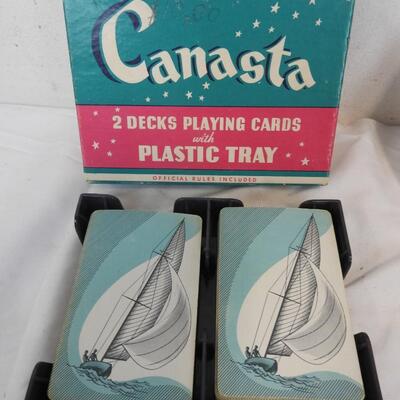 Canasta
2 DECKS PLAYING CARDS
with
PLASTIC TRAY
OFFICIAL RULES INCLUDED